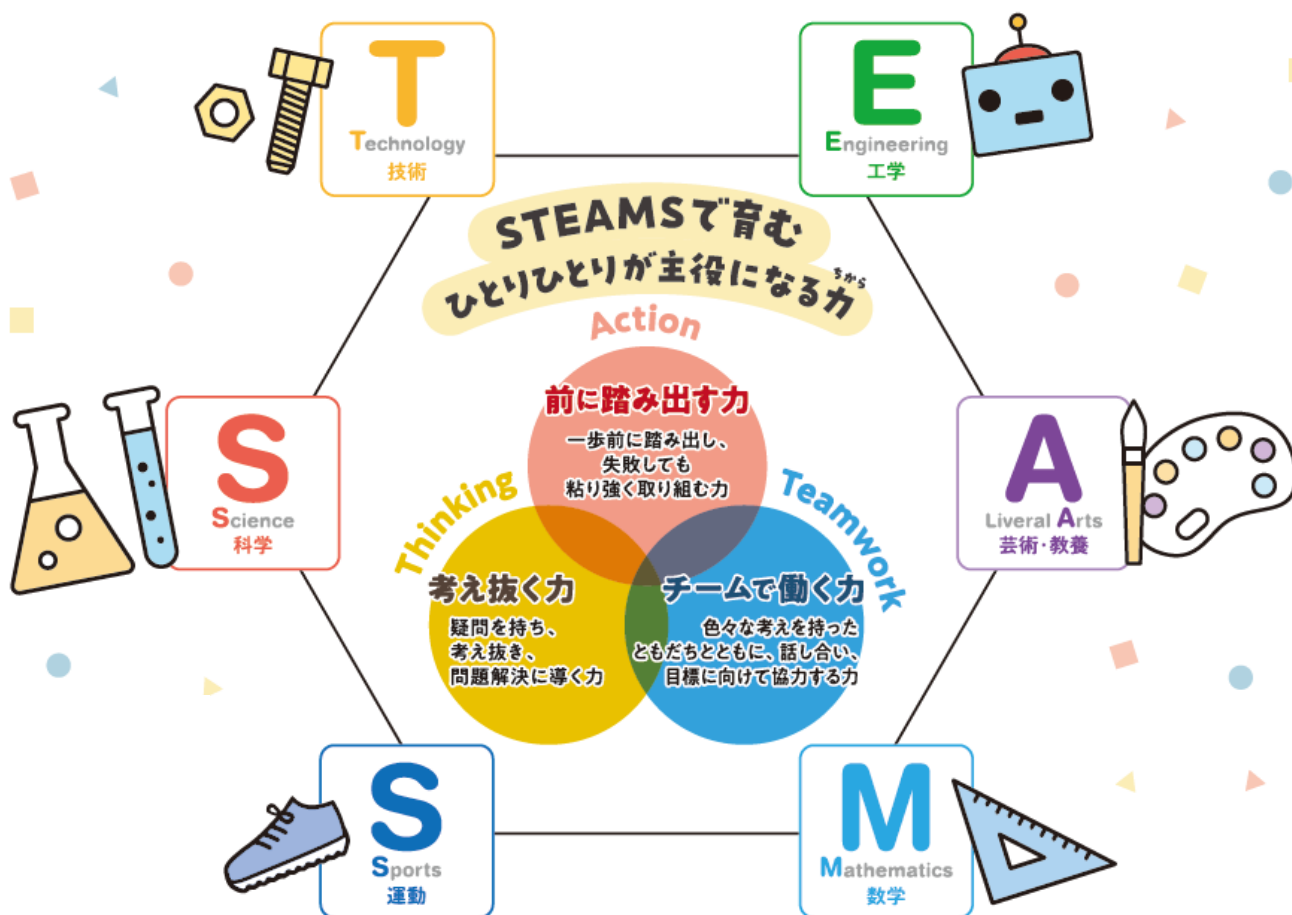 T
Technology
技術
E
Engineering
工学
STEAMSで育む
ひとりひとりが主役になる力
ちから
S
Science
科学
Action
前に踏み出す力
一歩前に踏み出し、
失敗しても
粘り強く取り組む力
A
Liveral Arts
芸術・教養
Thinking
考え抜く力
疑問を持ち、
考え抜き、
問題解決に導く力
Teamwork
チームで働く力
色々な考えを持った
ともだちとともに、話し合い、
目標に向けて協力する力
S
Sports
運動
M
Mathematics
数学